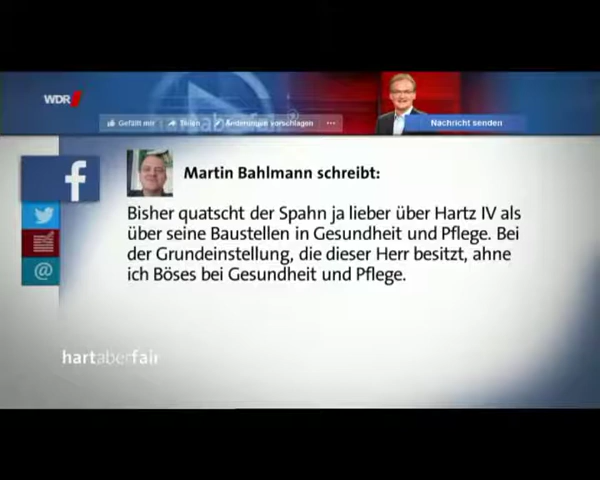 WDR
Gefällt mir Teilen Änderungen vorschlagen ...
Nachricht senden
f
Martin Bahlmann schreibt:
Bisher quatscht der Spahn ja lieber über Hartz IV als
über seine Baustellen in Gesundheit und Pflege. Bei
der Grundeinstellung, die dieser Herr besitzt, ahne
ich Böses bei Gesundheit und Pflege.
@
hartaberfair